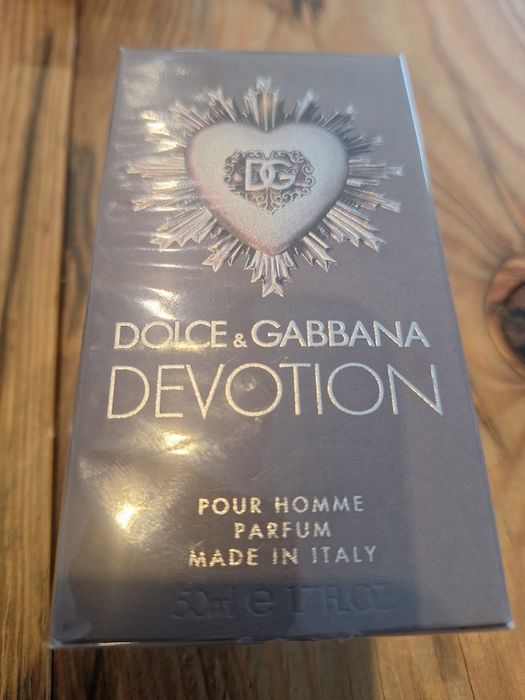 DG
DOLCE & GABBANA
DEVOTION
POUR HOMME
PARFUM
MADE IN ITALY
50ml e 1.7 FL.OZ.